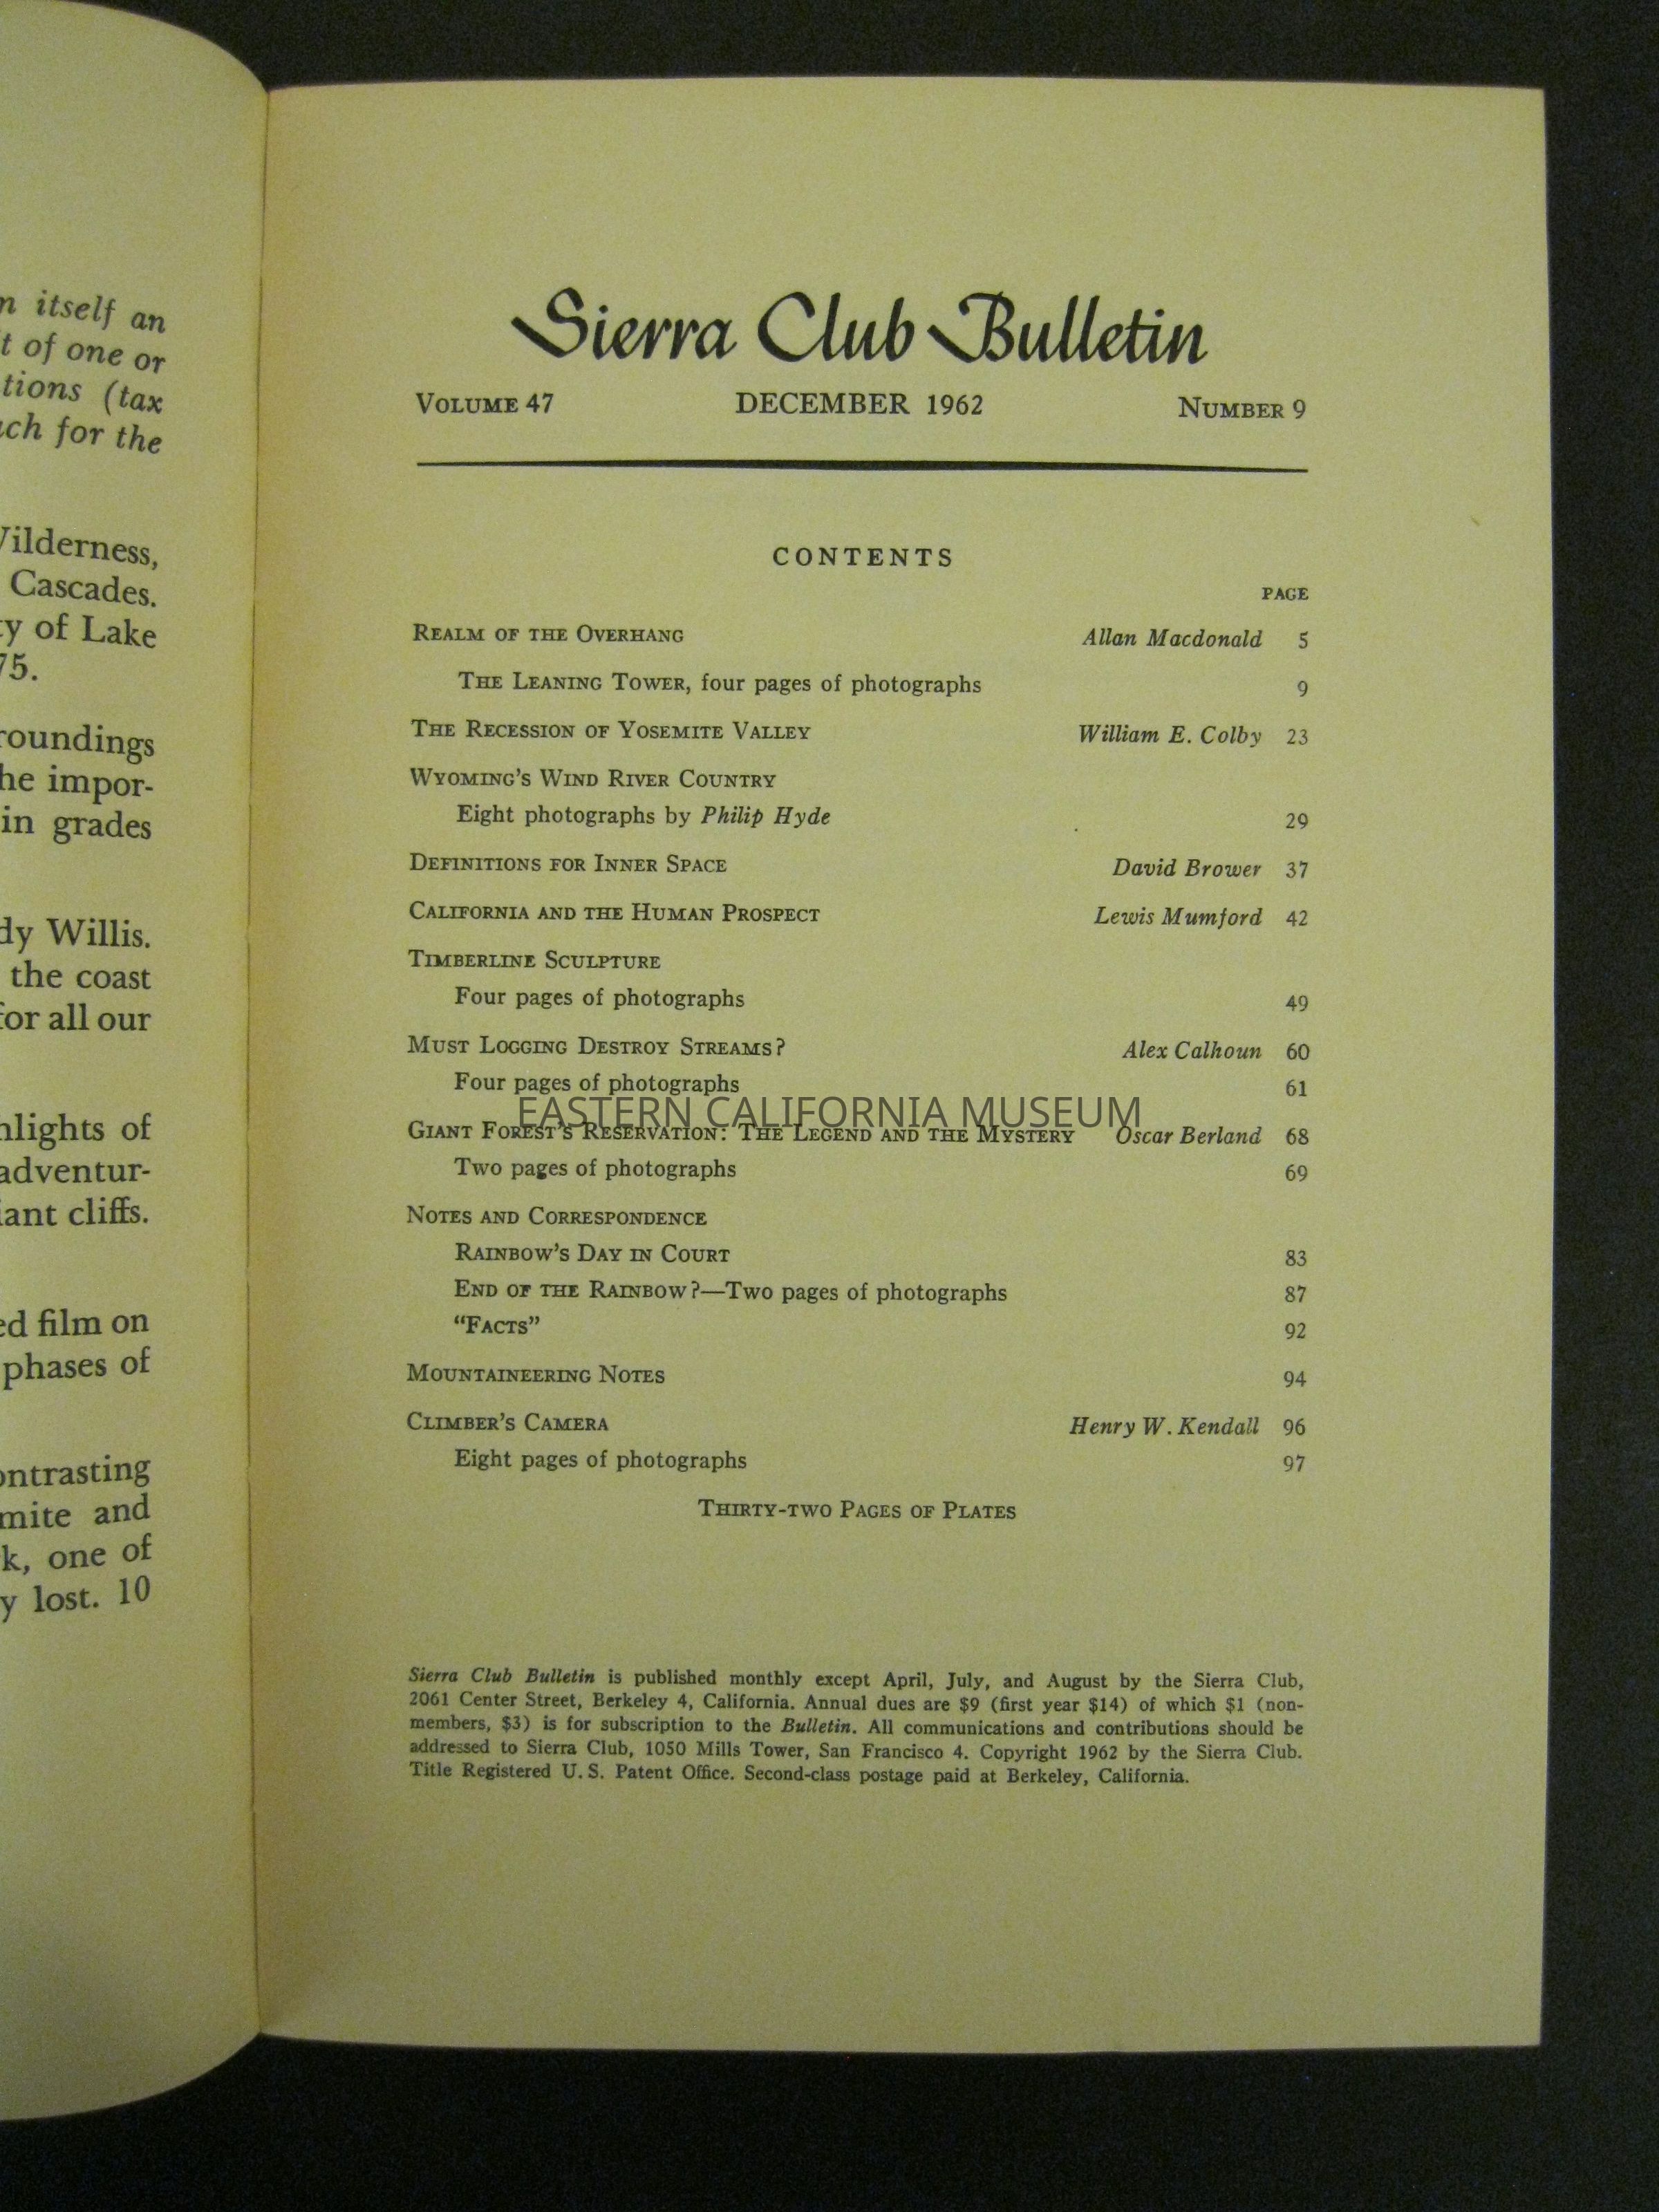 itself an
of one or
(tax
for the
Cascades.
of Lake
75.
he impor-
in grades
Willis.
the coast
for all our
of
adventur-
cliffs.
film on
phases of
and
one of
lost. 10
Sierra Club Bulletin
VOLUME 47 DECEMBER 1962 NUMBER 9
CONTENTS
PAGE
REALM OF THE OVERHANG Allan Macdonald 5
THE LEANING TOWER, four pages of photographs 9
THE RECESSION OF YOSEMITE VALLEY William E. Colby 23
WYOMING'S WIND RIVER COUNTRY
Eight photographs by Philip Hyde 29
DEFINITIONS FOR INNER SPACE David Brower 37
CALIFORNIA AND THE HUMAN PROSPECT Lewis Mumford 42
TIMBERLINE SCULPTURE
Four pages of photographs 49
MUST LOGGING DESTROY STREAMS? Alex Calhoun 60
Four pages of photographs 61
EASTERN CALIFORNIA MUSEUM
GIANT FOREST'S RESERVATION: THE LEGEND AND THE MYSTERY Oscar Berland 68
Two pages of photographs 69
NOTES AND CORRESPONDENCE
RAINBOW'S DAY IN COURT 83
END OF THE RAINBOW?—Two pages of photographs 87
"FACTS" 92
MOUNTAINEERING NOTES 94
CLIMBER'S CAMERA Henry W. Kendall 96
Eight pages of photographs 97
THIRTY-TWO PAGES OF PLATES
Sierra Club Bulletin is published monthly except April, July, and August by the Sierra Club,
2061 Center Street, Berkeley 4, California. Annual dues are $9 (first year $14) of which $1 (non-
members, $3) is for subscription to the Bulletin. All communications and contributions should be
addressed to Sierra Club, 1050 Mills Tower, San Francisco 4. Copyright 1962 by the Sierra Club.
Title Registered U. S. Patent Office. Second-class postage paid at Berkeley, California.